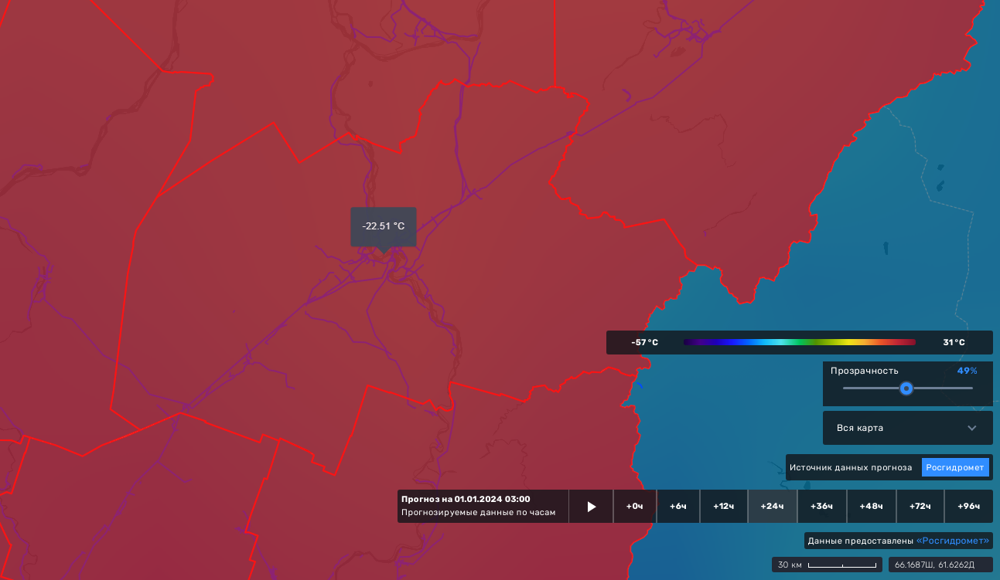 -22.51 °C
-57 °C 31 °C
Прозрачность 49%
Вся карта
Источник данных прогноза Росгидромет
Прогноз на 01.01.2024 03:00
Прогнозируемые данные по часам
+0ч +6ч +12ч +24ч +36ч +48ч +72ч +96ч
Данные предоставлены «Росгидромет»
30 км 66.1687Ш, 61.6262Д